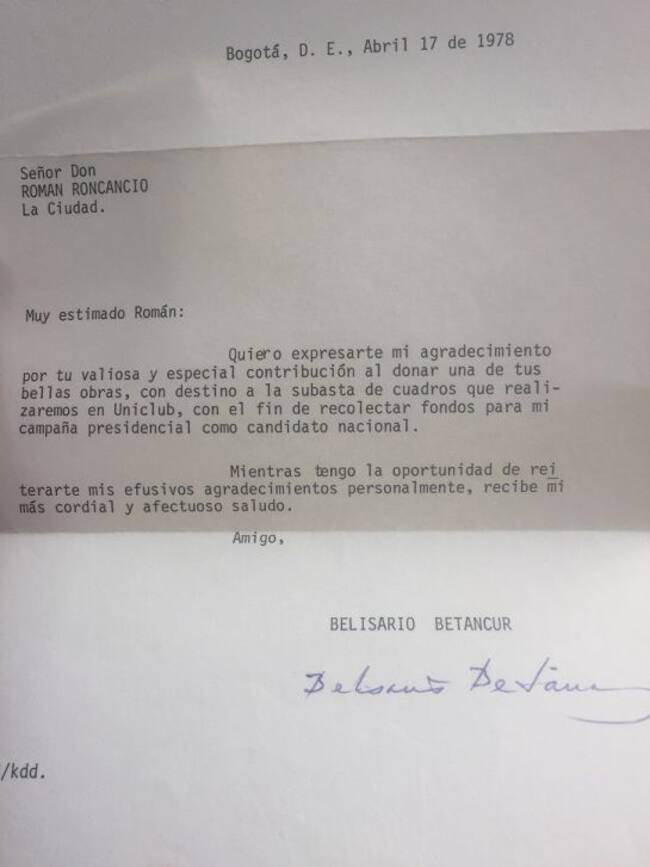 Bogotá, D. E., Abril 17 de 1978
Señor Don
ROMAN RONCANCIO
La Ciudad.
Muy estimado Román:
Quiero expresarte mi agradecimiento
por tu valiosa y especial contribución al donar una de tus
bellas obras, con destino a la subasta de cuadros que reali-
zaremos en Uniclub, con el fin de recolectar fondos para mi
campaña presidencial como candidato nacional.
Mientras tengo la oportunidad de rei
terarte mis efusivos agradecimientos personalmente, recibe mi
más cordial y afectuoso saludo.
Amigo,
BELISARIO BETANCUR
Belisario Betancur
/kdd.